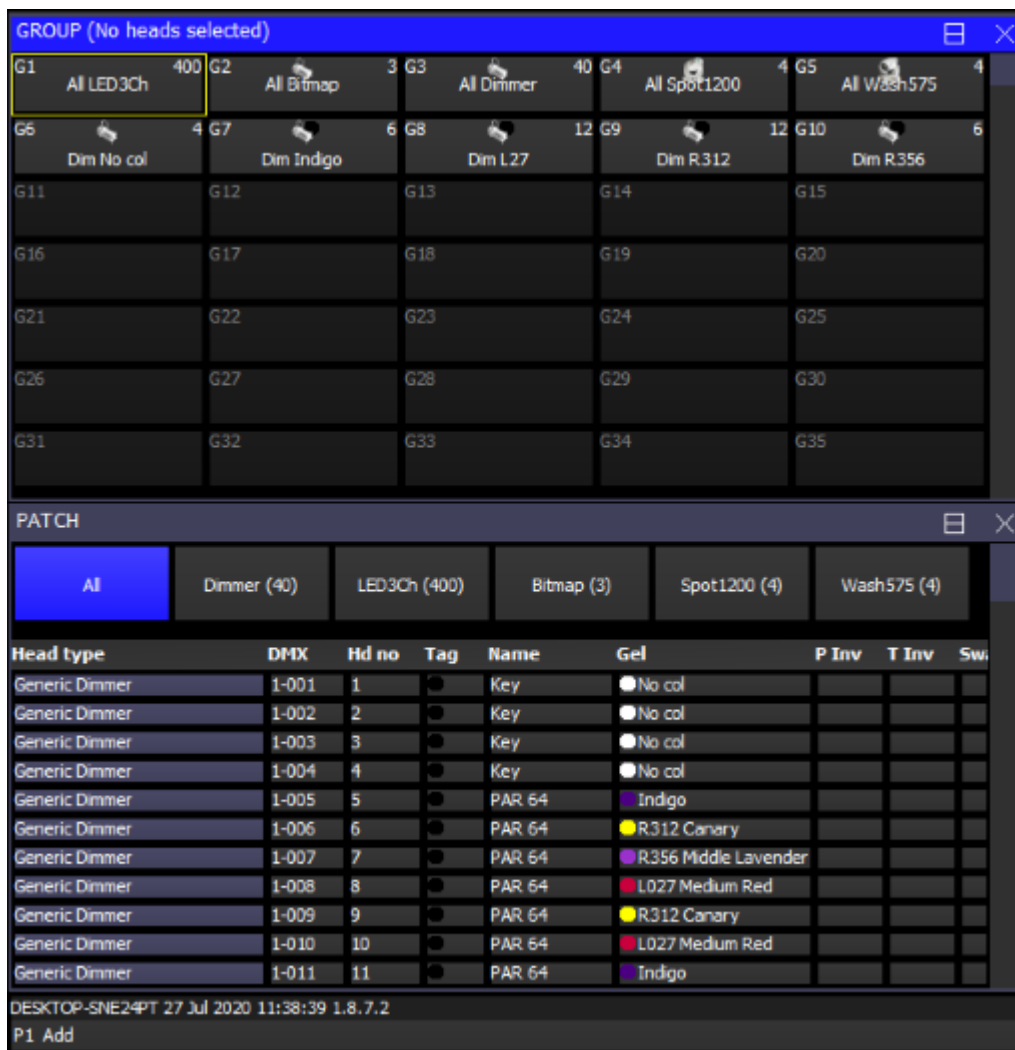 GROUP (No heads selected)
G1 400 G2 3 G3 40 G4 4 G5 4
All LED3Ch All Bitmap All Dimmer All Spot1200 All Wash575
G6 4 G7 6 G8 12 G9 12 G10 6
Dim No col Dim Indigo Dim L27 Dim R312 Dim R356
G11 G12 G13 G14 G15
G16 G17 G18 G19 G20
G21 G22 G23 G24 G25
G26 G27 G28 G29 G30
G31 G32 G33 G34 G35
PATCH
All Dimmer (40) LED3Ch (400) Bitmap (3) Spot1200 (4) Wash575 (4)
Head type DMX Hd no Tag Name Gel P Inv T Inv
Generic Dimmer 1-001 1 Key No col
Generic Dimmer 1-002 2 Key No col
Generic Dimmer 1-003 3 Key No col
Generic Dimmer 1-004 4 Key No col
Generic Dimmer 1-005 5 PAR 64 Indigo
Generic Dimmer 1-006 6 PAR 64 R312 Canary
Generic Dimmer 1-007 7 PAR 64 R356 Middle Lavender
Generic Dimmer 1-008 8 PAR 64 L027 Medium Red
Generic Dimmer 1-009 9 PAR 64 R312 Canary
Generic Dimmer 1-010 10 PAR 64 L027 Medium Red
Generic Dimmer 1-011 11 PAR 64 Indigo
DESKTOP-SNE24PT 27 Jul 2020 11:38:39 1.8.7.2
P1 Add